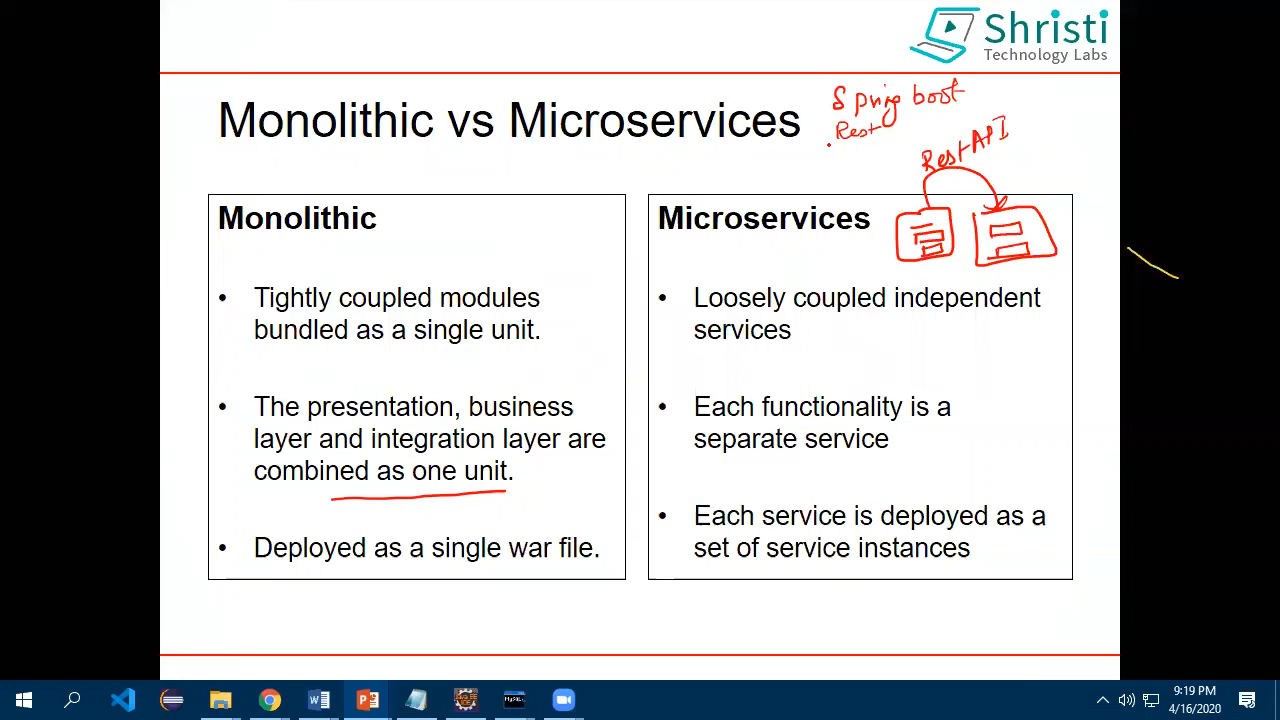 Shristi
Technology Labs
Monolithic vs Microservices
Spring boot
Rest
Rest API
Monolithic
• Tightly coupled modules
bundled as a single unit.
• The presentation, business
layer and integration layer are
combined as one unit.
• Deployed as a single war file.
Microservices
• Loosely coupled independent
services
• Each functionality is a
separate service
• Each service is deployed as a
set of service instances
9:19 PM
4/16/2020